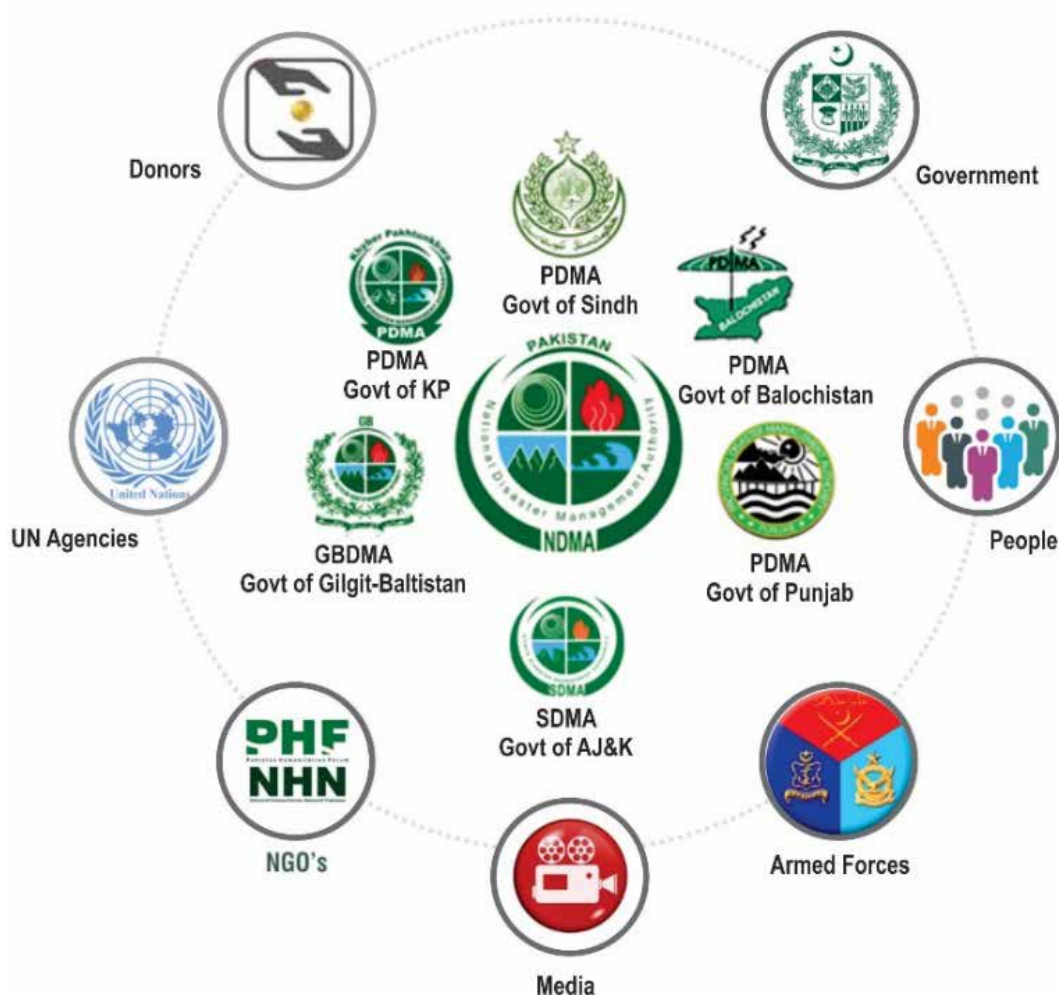 Donors
Government
PDMA
Govt of Sindh
Khyber Pakhtunkhwa
PDMA
PDMA
Govt of KP
PDMA
BALOCHISTAN
PDMA
Govt of Balochistan
PAKISTAN
National Disaster Management Authority
NDMA
United Nations
UN Agencies
GB
GBDMA
Govt of Gilgit-Baltistan
PUNJAB
PDMA
Govt of Punjab
People
SDMA
SDMA
Govt of AJ&K
PHF
Pakistan Humanitarian Forum
NHN
NGO's
Armed Forces
Media